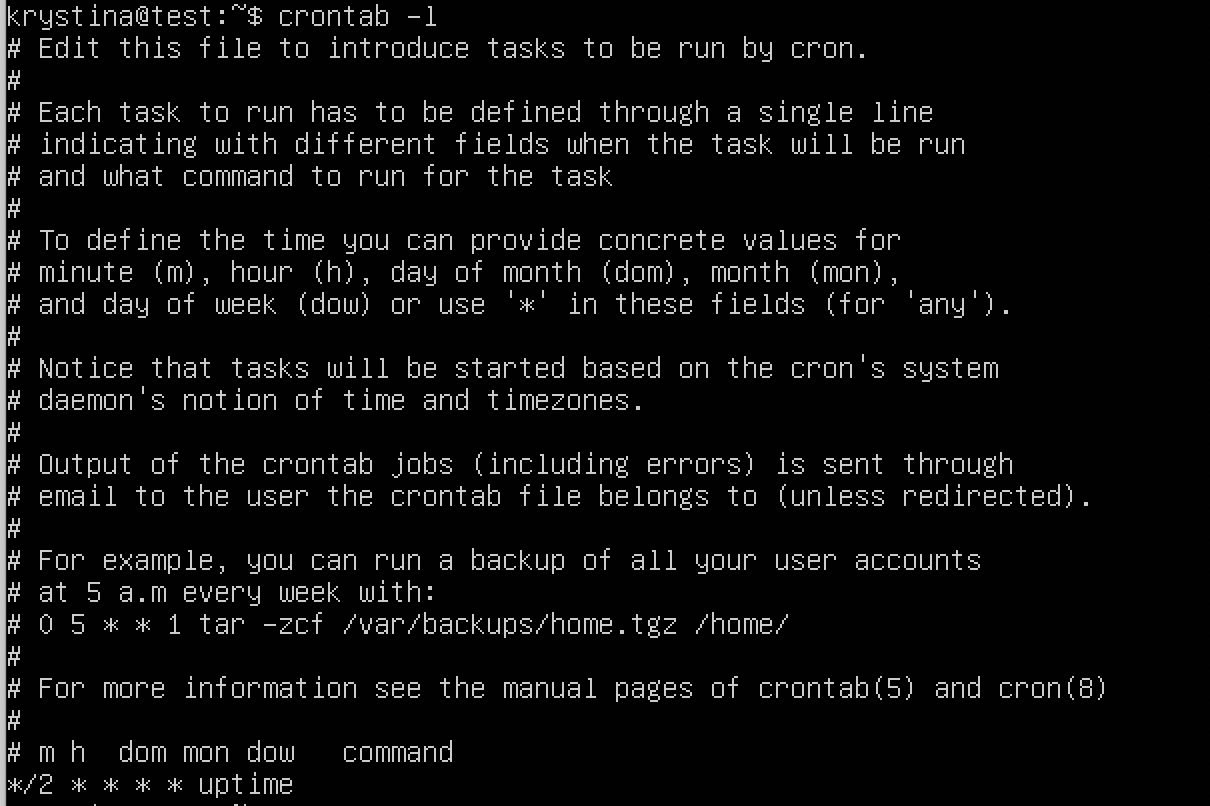 krystina@test:~$ crontab -l
# Edit this file to introduce tasks to be run by cron.
#
# Each task to run has to be defined through a single line
# indicating with different fields when the task will be run
# and what command to run for the task
#
# To define the time you can provide concrete values for
# minute (m), hour (h), day of month (dom), month (mon),
# and day of week (dow) or use '*' in these fields (for 'any').
#
# Notice that tasks will be started based on the cron's system
# daemon's notion of time and timezones.
#
# Output of the crontab jobs (including errors) is sent through
# email to the user the crontab file belongs to (unless redirected).
#
# For example, you can run a backup of all your user accounts
# at 5 a.m every week with:
# 0 5 * * 1 tar -zcf /var/backups/home.tgz /home/
#
# For more information see the manual pages of crontab(5) and cron(8)
#
# m h  dom mon dow   command
*/2 * * * * uptime